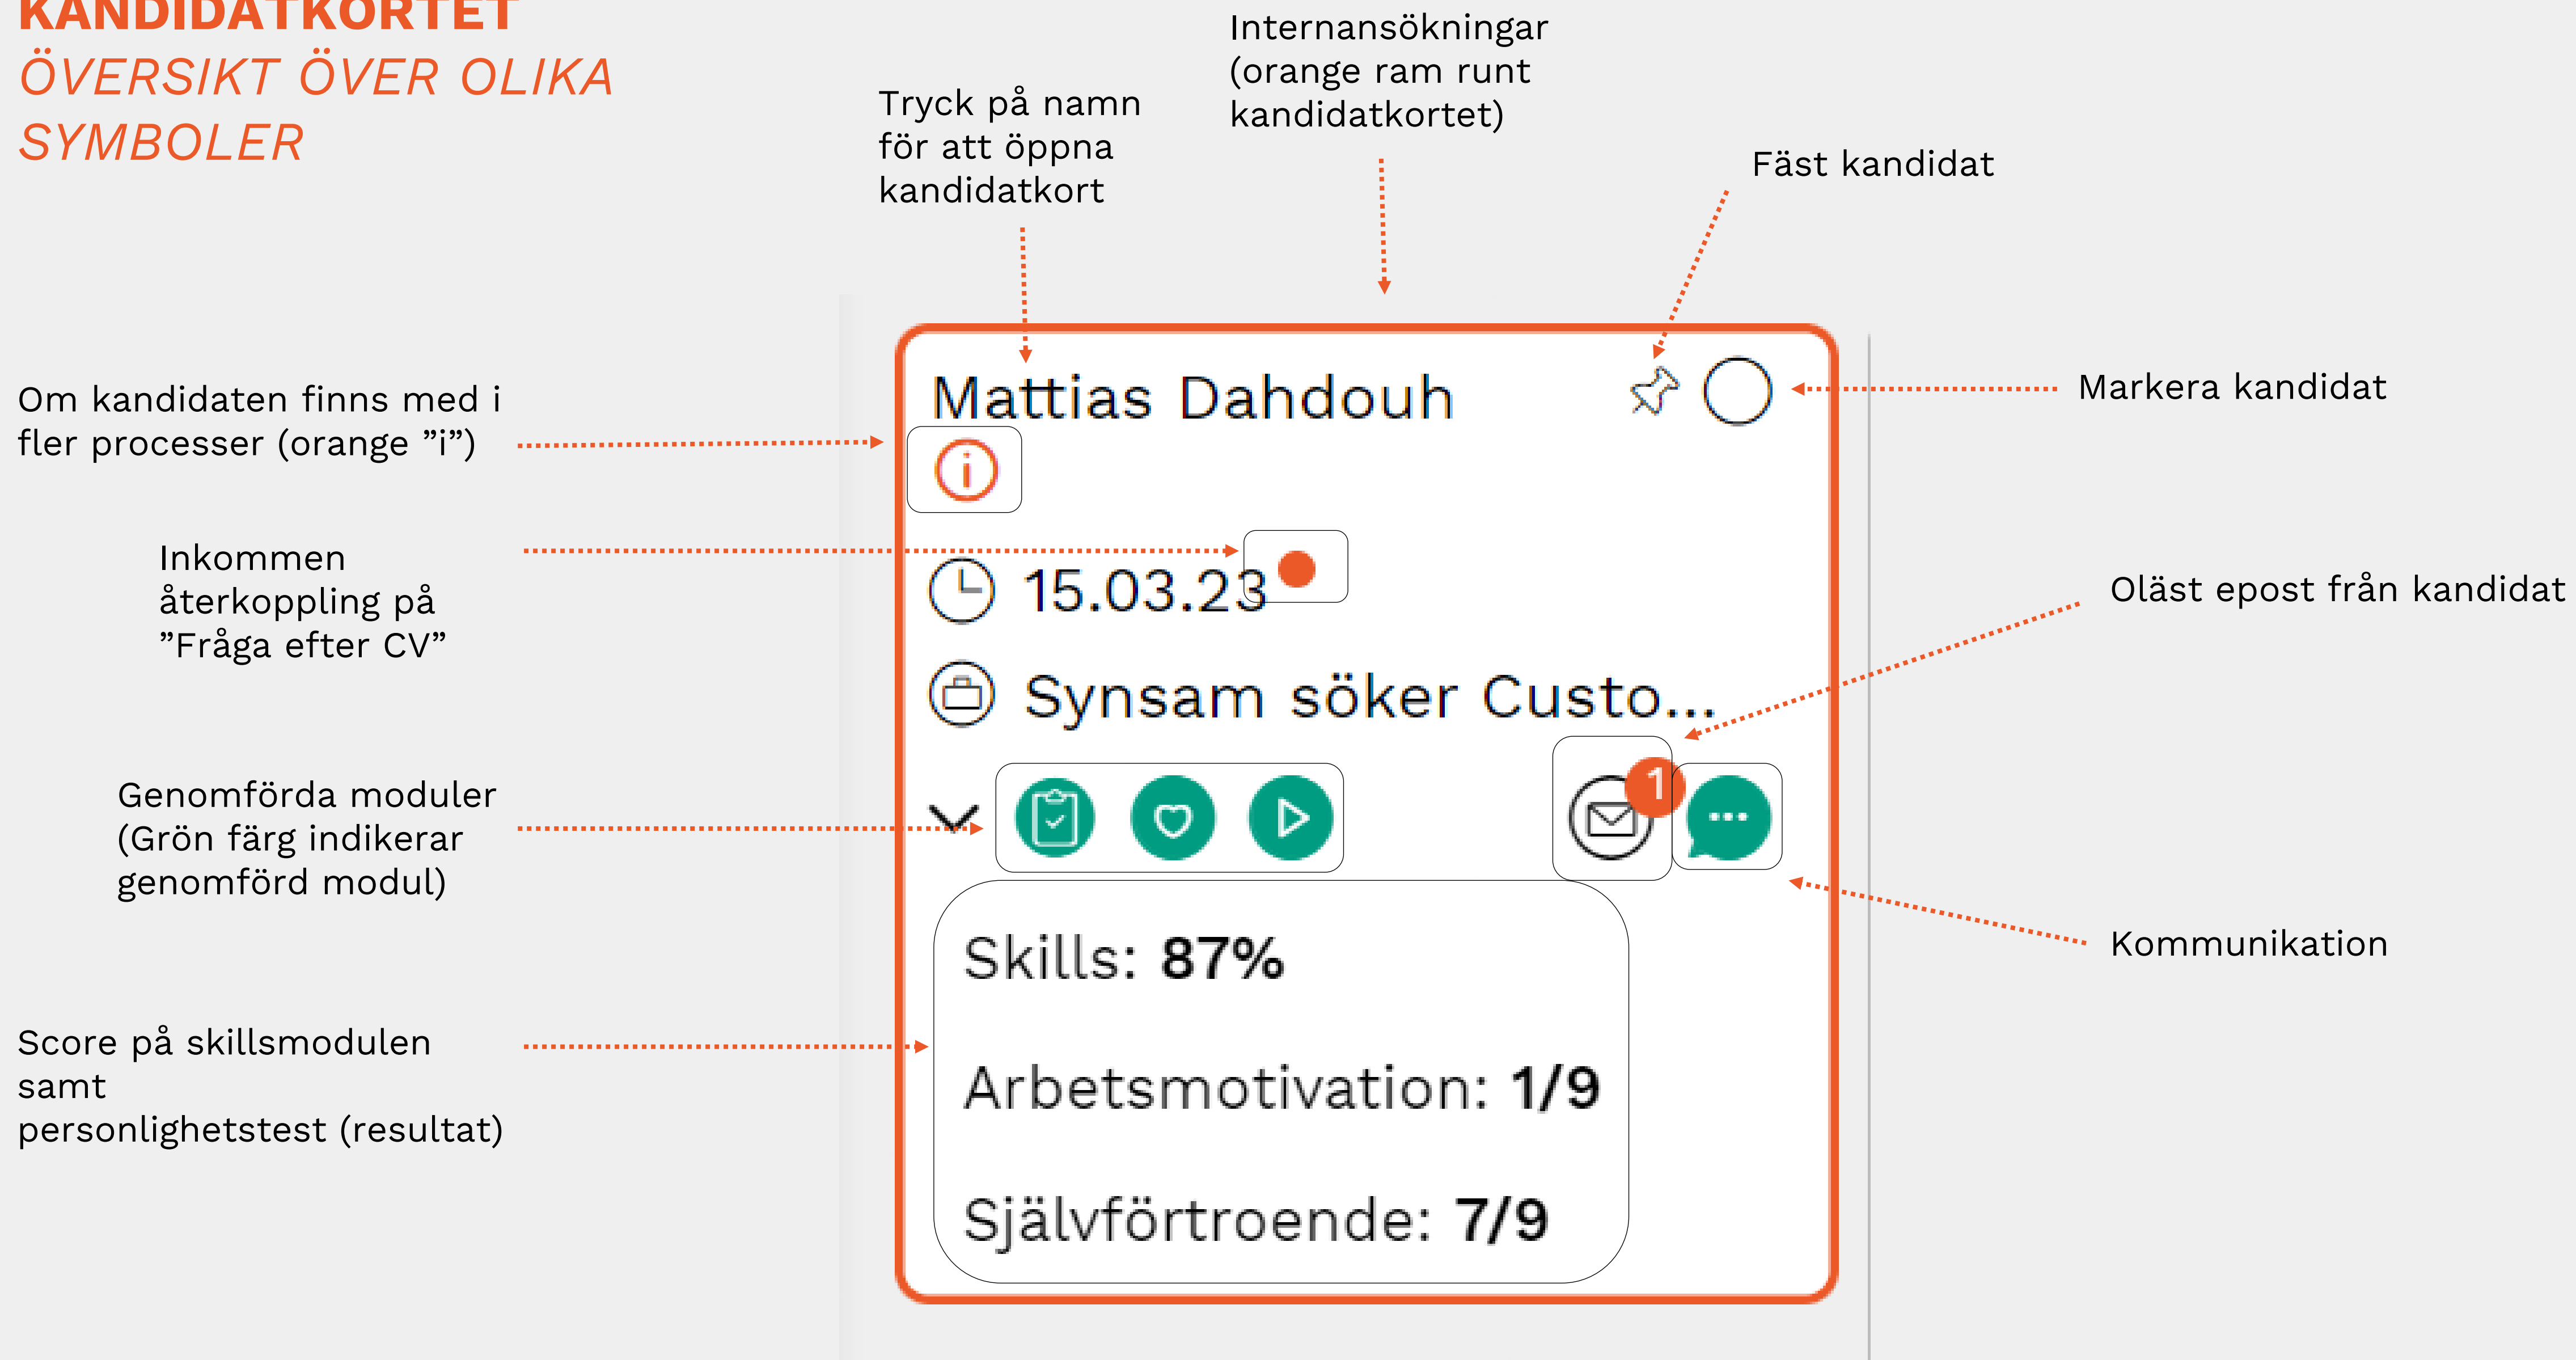 KANDIDATKORTET
ÖVERSIKT ÖVER OLIKA
SYMBOLER
Tryck på namn
för att öppna
kandidatkort
Internansökningar
(orange ram runt
kandidatkortet)
Fäst kandidat
Markera kandidat
Om kandidaten finns med i
fler processer (orange ”i”)
Inkommen
återkoppling på
”Fråga efter CV”
Oläst epost från kandidat
Genomförda moduler
(Grön färg indikerar
genomförd modul)
Kommunikation
Score på skillsmodulen
samt
personlighetstest (resultat)
Mattias Dahdouh
i
15.03.23
Synsam söker Custo...
1
Skills: 87%
Arbetsmotivation: 1/9
Självförtroende: 7/9